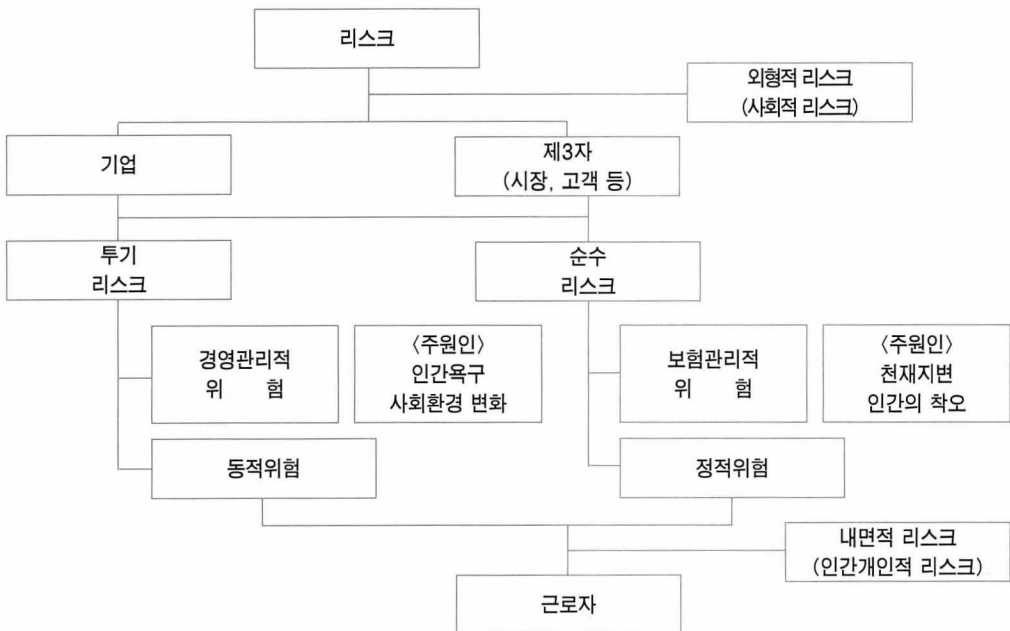 리스크
외형적 리스크
(사회적 리스크)
기업
제3자
(시장, 고객 등)
투기
리스크
순수
리스크
경영관리적
위 험
〈주원인〉
인간욕구
사회환경 변화
보험관리적
위 험
〈주원인〉
천재지변
인간의 착오
동적위험
정적위험
내면적 리스크
(인간개인적 리스크)
근로자